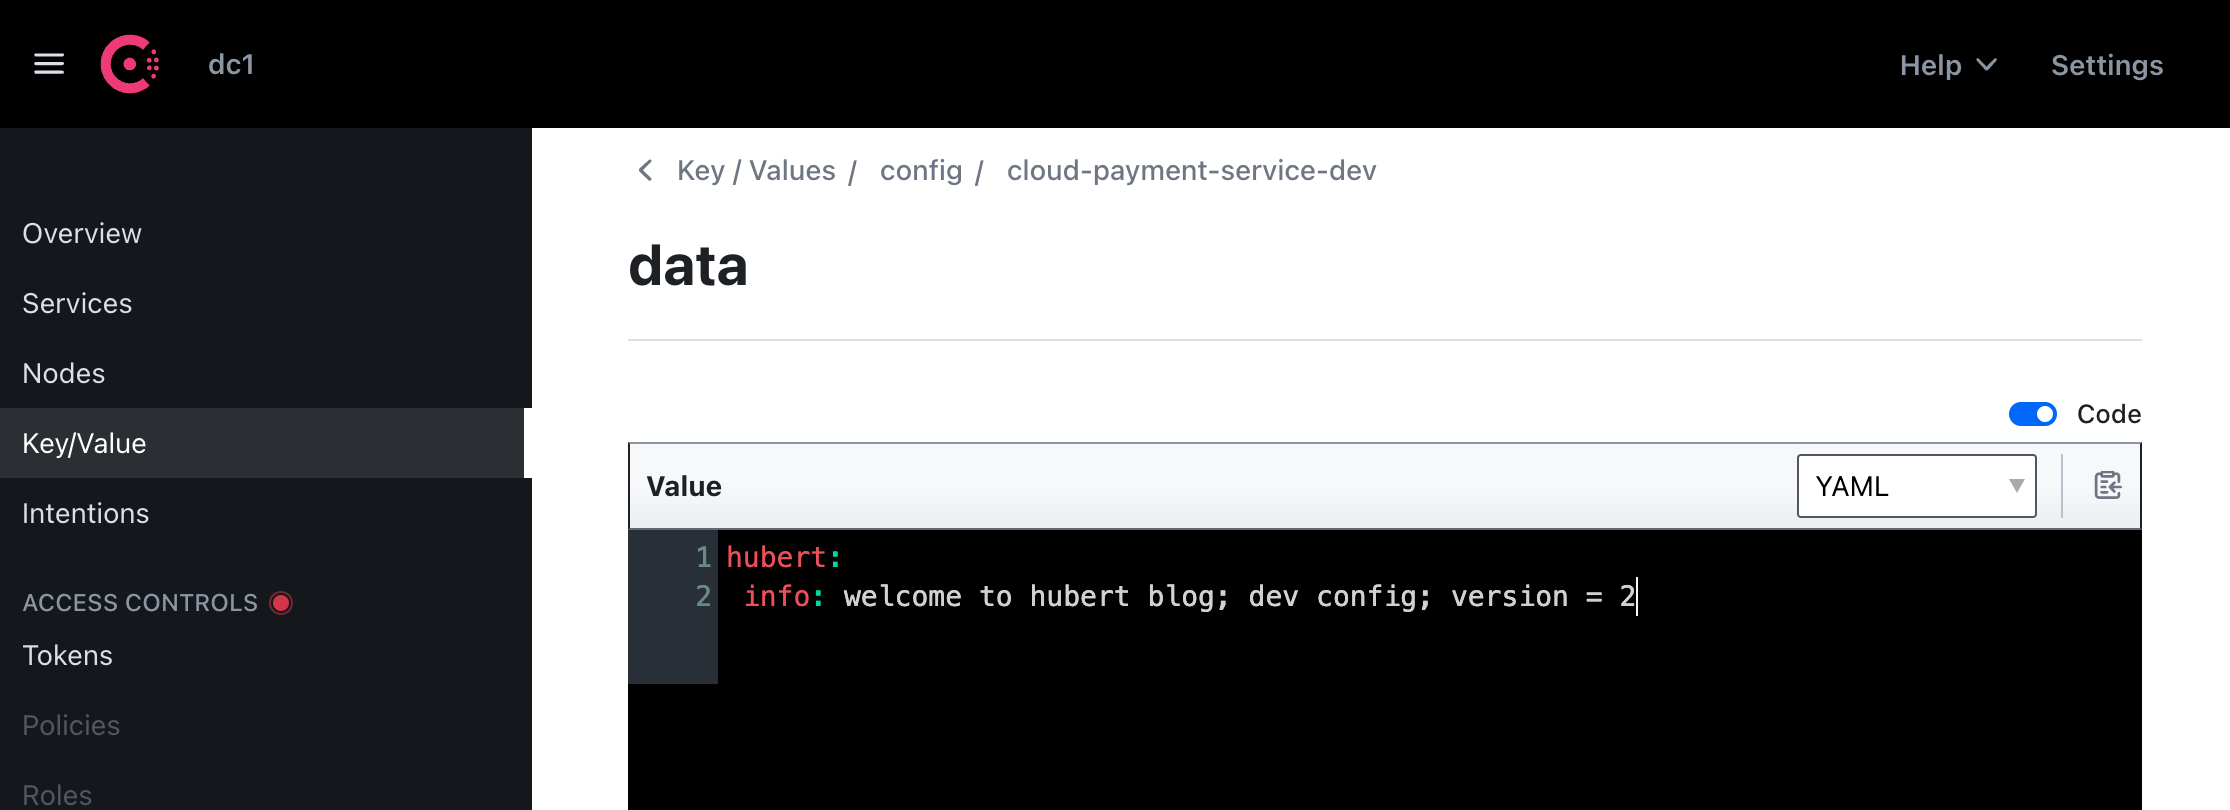 dc1
Help
Settings
Overview
Services
Nodes
Key/Value
Intentions
ACCESS CONTROLS
Tokens
Policies
Roles
Key / Values / config / cloud-payment-service-dev
data
Code
Value
YAML
1 hubert:
2 info: welcome to hubert blog; dev config; version = 2